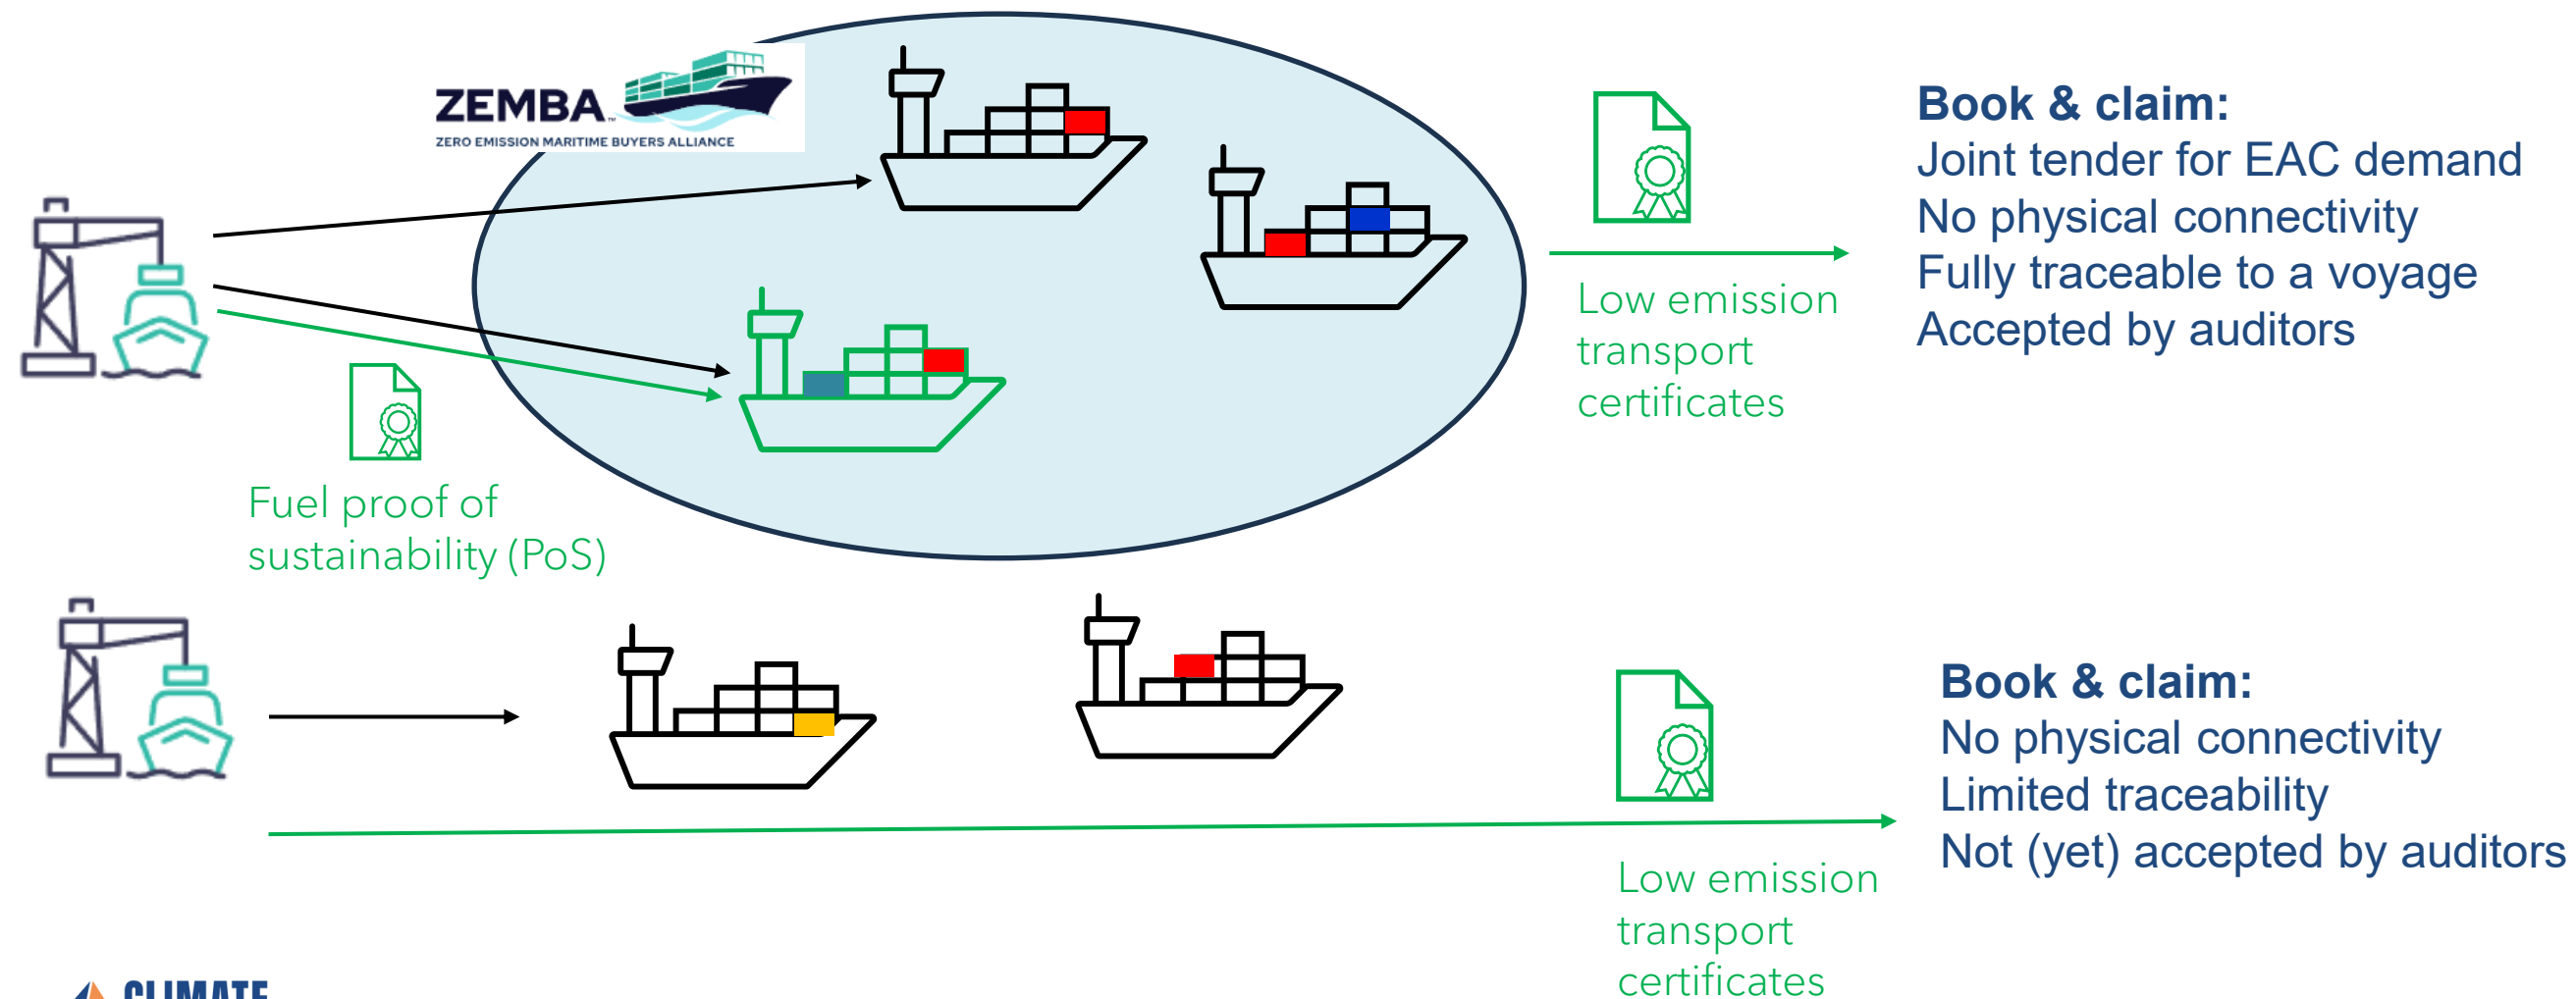 ZEMBA™
ZERO EMISSION MARITIME BUYERS ALLIANCE
Book & claim:
Joint tender for EAC demand
No physical connectivity
Fully traceable to a voyage
Accepted by auditors
Low emission
transport
certificates
Fuel proof of
sustainability (PoS)
Book & claim:
No physical connectivity
Limited traceability
Not (yet) accepted by auditors
Low emission
transport
certificates
CLIMATE